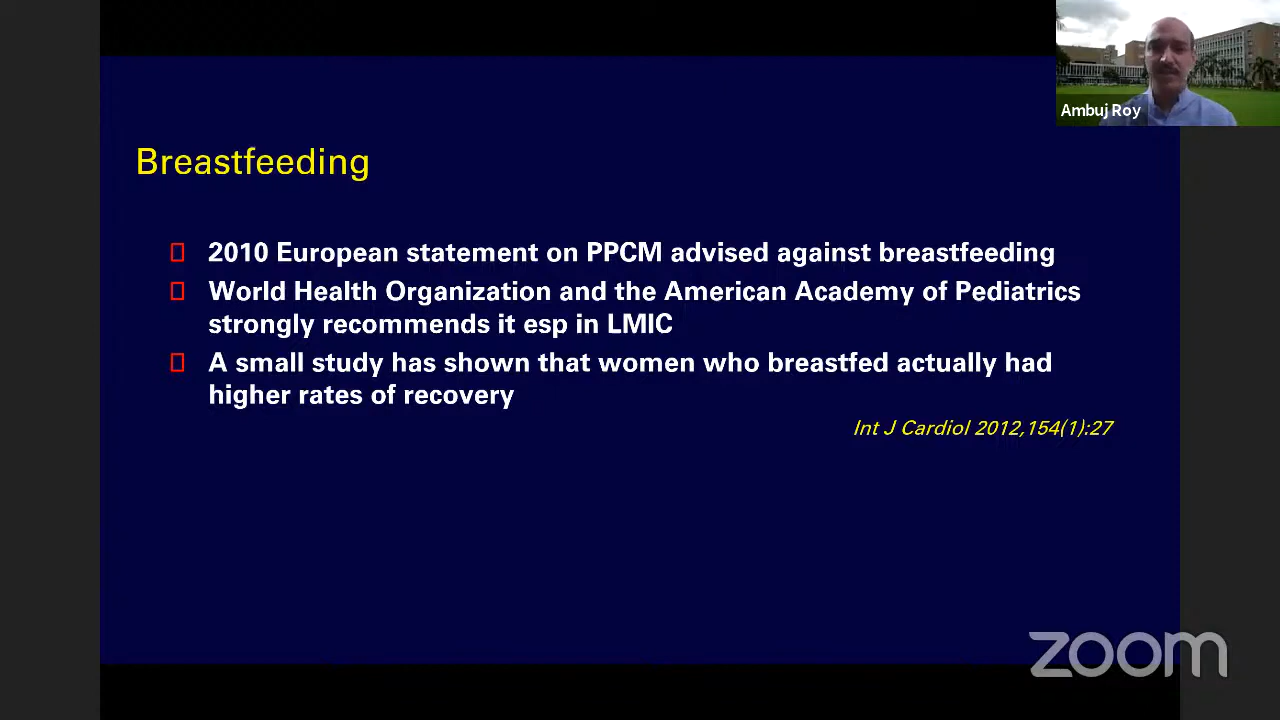 Ambuj Roy
Breastfeeding
2010 European statement on PPCM advised against breastfeeding
World Health Organization and the American Academy of Pediatrics
strongly recommends it esp in LMIC
A small study has shown that women who breastfed actually had
higher rates of recovery
Int J Cardiol 2012,154(1):27
zoom